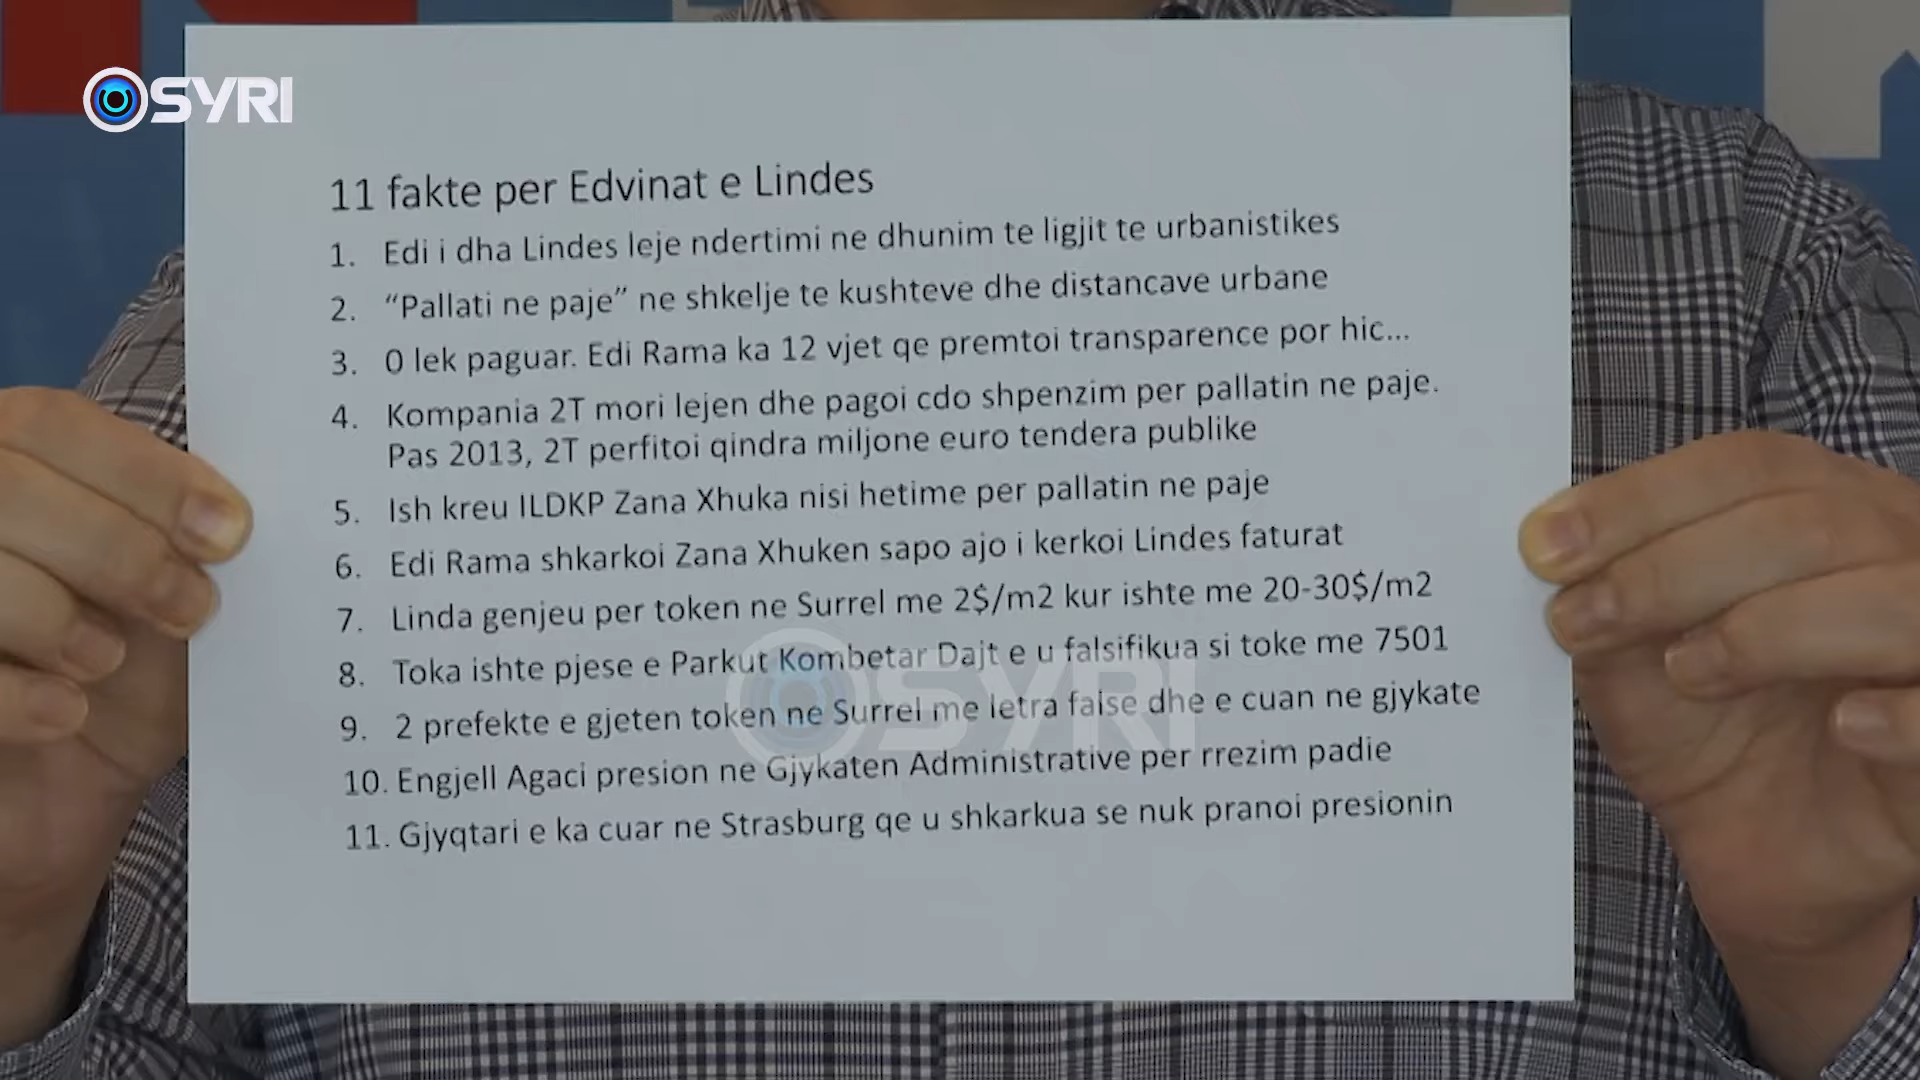 SYRI
11 fakte per Edvinat e Lindes
1. Edi i dha Lindes leje ndertimi ne dhunim te ligjit te urbanistikes
2. “Pallati ne paje” ne shkelje te kushteve dhe distancave urbane
3. 0 lek paguar. Edi Rama ka 12 vjet qe premtoi transparence por hic...
4. Kompania 2T mori lejen dhe pagoi cdo shpenzim per pallatin ne paje.
Pas 2013, 2T perfitoi qindra miljone euro tendera publike
5. Ish kreu ILDKP Zana Xhuka nisi hetime per pallatin ne paje
6. Edi Rama shkarkoi Zana Xhuken sapo ajo i kerkoi Lindes faturat
7. Linda genjeu per token ne Surrel me 2$/m2 kur ishte me 20-30$/m2
8. Toka ishte pjese e Parkut Kombetar Dajt e u falsifikua si toke me 7501
9. 2 prefekte e gjeten token ne Surrel me letra false dhe e cuan ne gjykate
10. Engjell Agaci presion ne Gjykaten Administrative per rrezim padie
11. Gjyqtari e ka cuar ne Strasburg qe u shkarkua se nuk pranoi presionin
SYRI